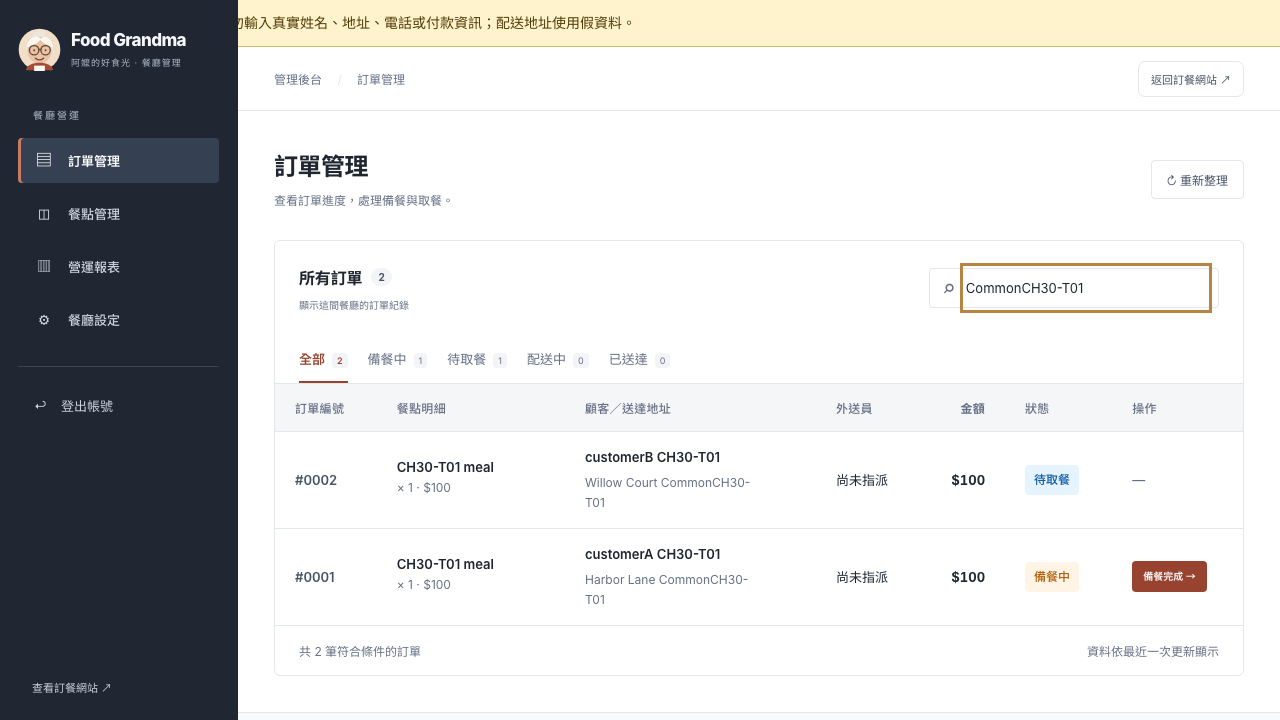 輸入真實姓名、地址、電話或付款資訊；配送地址使用假資料。
Food Grandma
阿嬤的好食光 · 餐廳管理
餐廳營運
訂單管理
餐點管理
營運報表
餐廳設定
登出帳號
查看訂餐網站 ↗
管理後台 / 訂單管理
返回訂餐網站 ↗
訂單管理
查看訂單進度，處理備餐與取餐。
↻ 重新整理
所有訂單 2
顯示這間餐廳的訂單紀錄
CommonCH30-T01
全部 2 備餐中 1 待取餐 1 配送中 0 已送達 0
訂單編號 餐點明細 顧客／送達地址 外送員 金額 狀態 操作
#0002
CH30-T01 meal
× 1 · $100
customerB CH30-T01
Willow Court CommonCH30-
T01
尚未指派
$100
待取餐
—
#0001
CH30-T01 meal
× 1 · $100
customerA CH30-T01
Harbor Lane CommonCH30-
T01
尚未指派
$100
備餐中
備餐完成 →
共 2 筆符合條件的訂單
資料依最近一次更新顯示